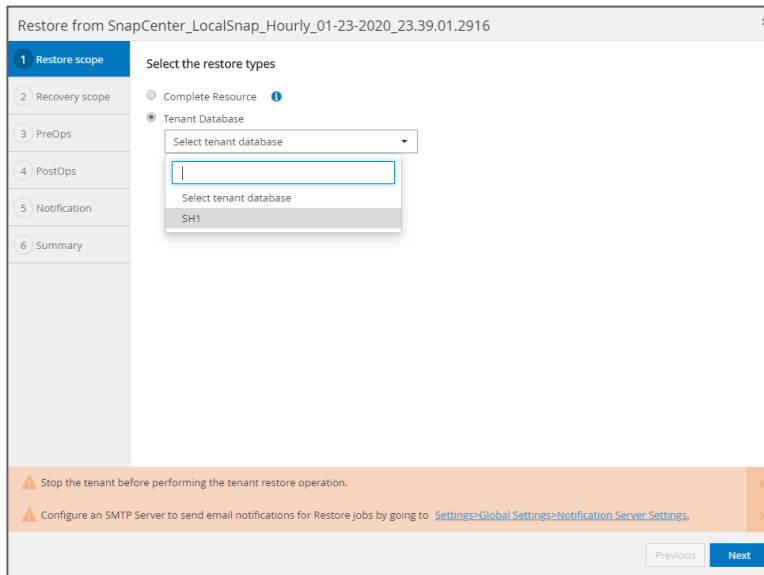 Restore from SnapCenter_LocalSnap_Hourly_01-23-2020_23.39.01.2916
1 Restore scope
2 Recovery scope
3 PreOps
4 PostOps
5 Notification
6 Summary
Select the restore types
Complete Resource
Tenant Database
Select tenant database
Select tenant database
SH1
Stop the tenant before performing the tenant restore operation.
Configure an SMTP Server to send email notifications for Restore jobs by going to Settings>Global Settings>Notification Server Settings.
Previous
Next